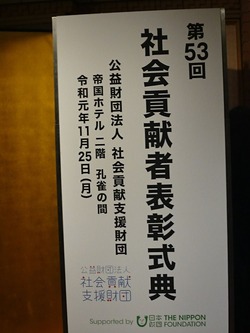 第53回
社会貢献者表彰式典
公益財団法人 社会貢献支援財団
帝国ホテル 二階 孔雀の間
令和元年11月25日(月)
公益財団法人
社会貢献
支援財団
Supported by 日本財団 THE NIPPON FOUNDATION